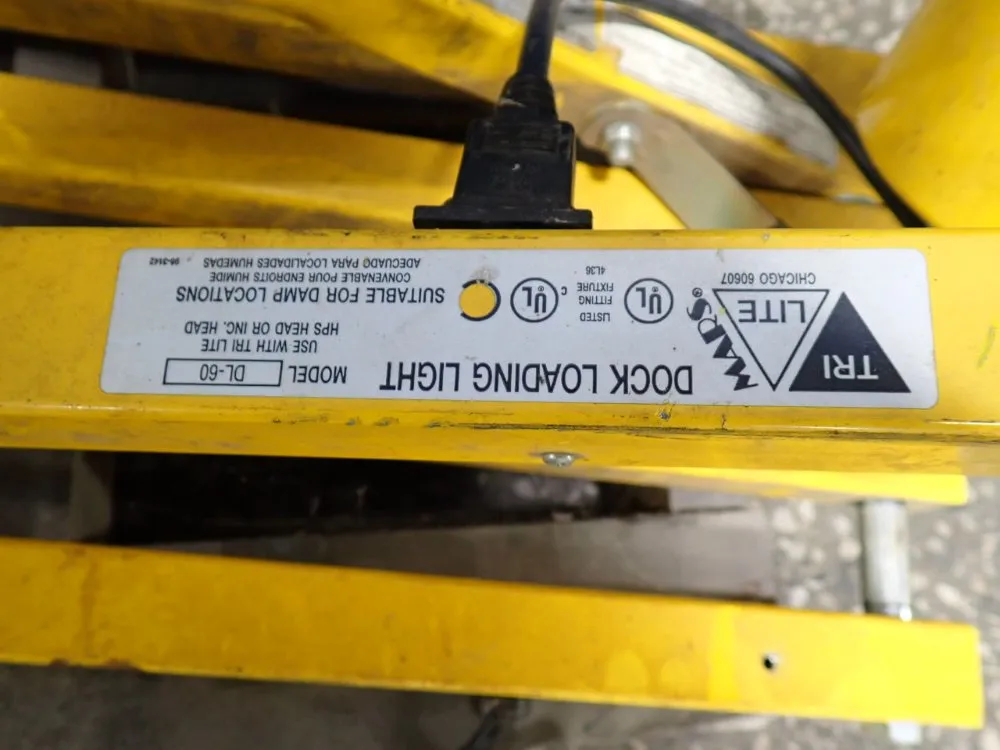 TRI
LITE
MARS®
CHICAGO 60607
DOCK LOADING LIGHT
MODEL DL-60
USE WITH TRI LITE
HPS HEAD OR INC. HEAD
UL
LISTED
FITTING
FIXTURE
4L36
C UL
SUITABLE FOR DAMP LOCATIONS
CONVENABLE POUR ENDROITS HUMIDE
ADECUADO PARA LOCALIDADES HUMEDAS
98-3142